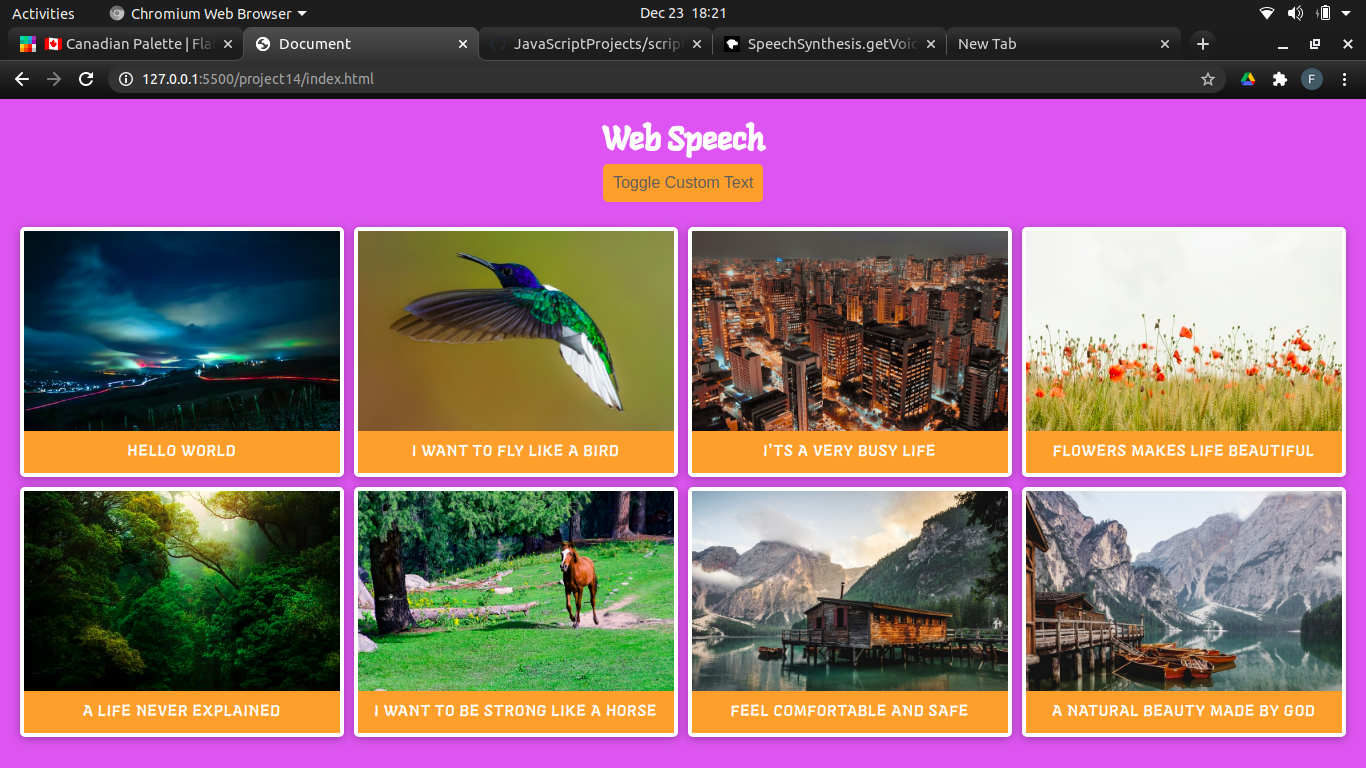 Activities
Chromium Web Browser
Dec 23 18:21
Canadian Palette | Fla
Document
JavaScriptProjects/scrip
SpeechSynthesis.getVoic
New Tab
127.0.0.1:5500/project14/index.html
F
Web Speech
Toggle Custom Text
HELLO WORLD
I WANT TO FLY LIKE A BIRD
I'TS A VERY BUSY LIFE
FLOWERS MAKES LIFE BEAUTIFUL
A LIFE NEVER EXPLAINED
I WANT TO BE STRONG LIKE A HORSE
FEEL COMFORTABLE AND SAFE
A NATURAL BEAUTY MADE BY GOD